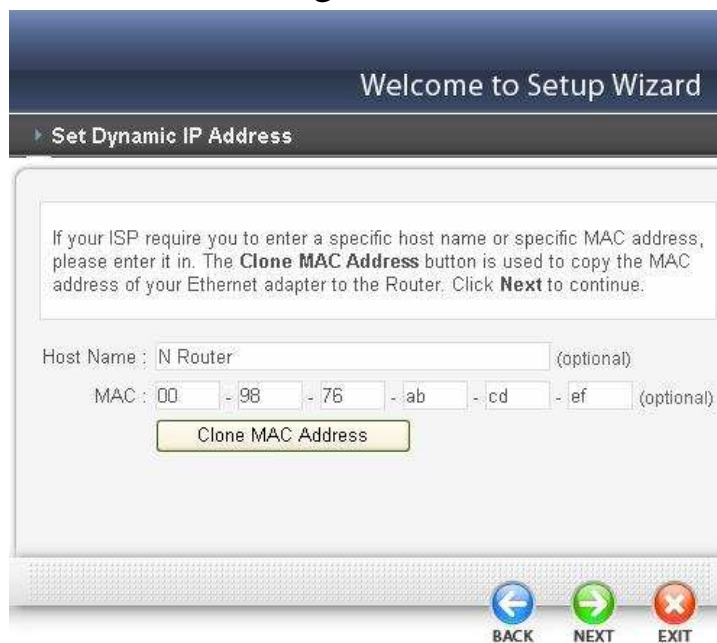 Welcome to Setup Wizard
Set Dynamic IP Address
If your ISP require you to enter a specific host name or specific MAC address,
please enter it in. The Clone MAC Address button is used to copy the MAC
address of your Ethernet adapter to the Router. Click Next to continue.
Host Name : N Router (optional)
MAC : 00 - 98 - 76 - ab - cd - ef (optional)
Clone MAC Address
BACK NEXT EXIT